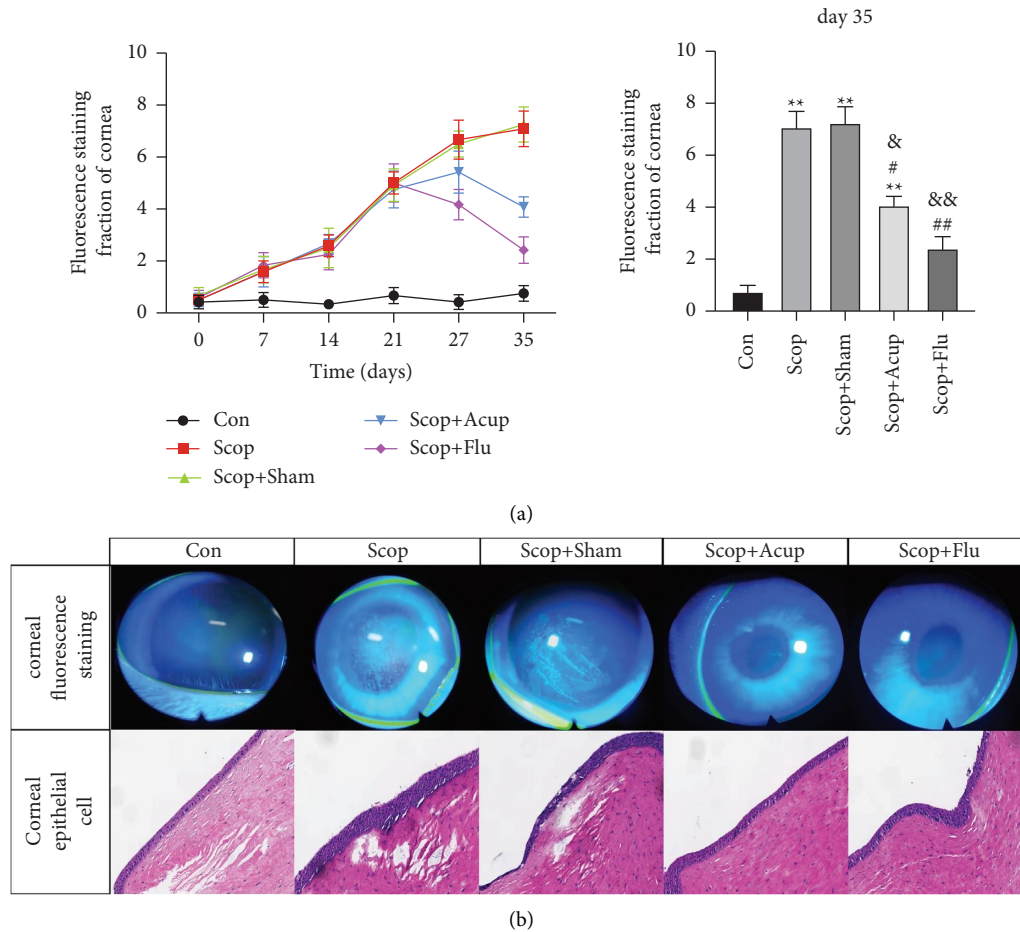 10
8
6
4
2
0
Fluorescence staining
fraction of cornea
0 7 14 21 27 35
Time (days)
Con
Scop
Scop+Sham
Scop+Acup
Scop+Flu
day 35
10
8
6
4
2
0
Fluorescence staining
fraction of cornea
**
**
&
#
**
&&
##
Con
Scop
Scop+Sham
Scop+Acup
Scop+Flu
(a)
Con Scop Scop+Sham Scop+Acup Scop+Flu
corneal
fluorescence
staining
Corneal
epithelial
cell
(b)